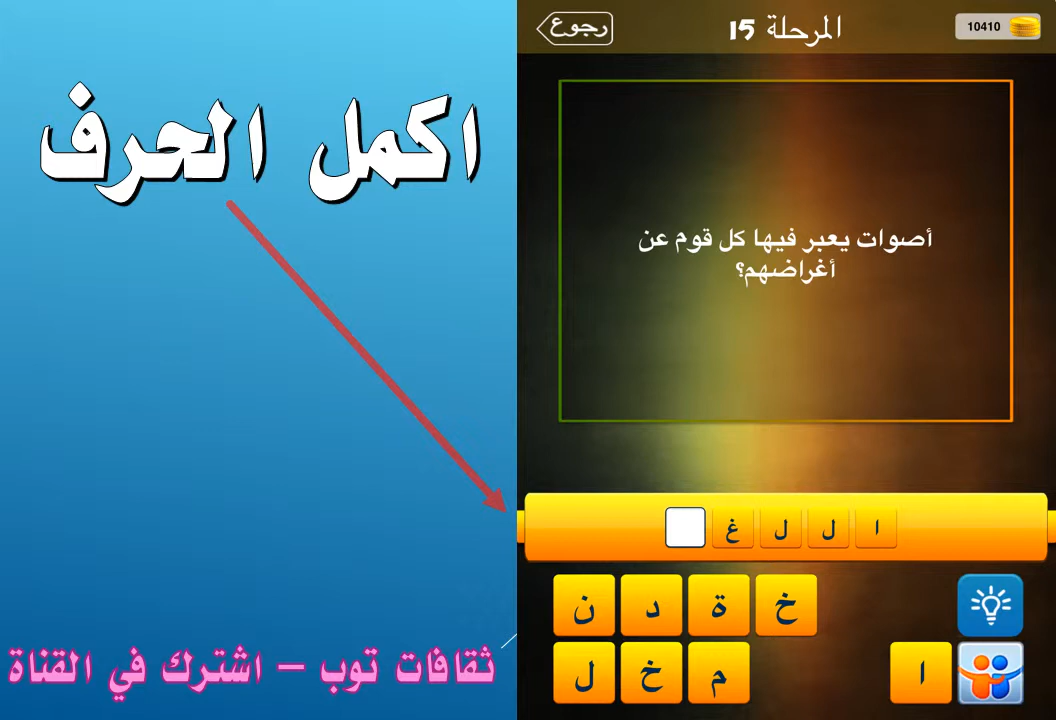 اكمل الحرف
ثقافات توب – اشترك في القناة
رجوع
المرحلة 15
10410
أصوات يعبر فيها كل قوم عن
أغراضهم؟
ا ل ل غ
خ ة د ن
ا م خ ل